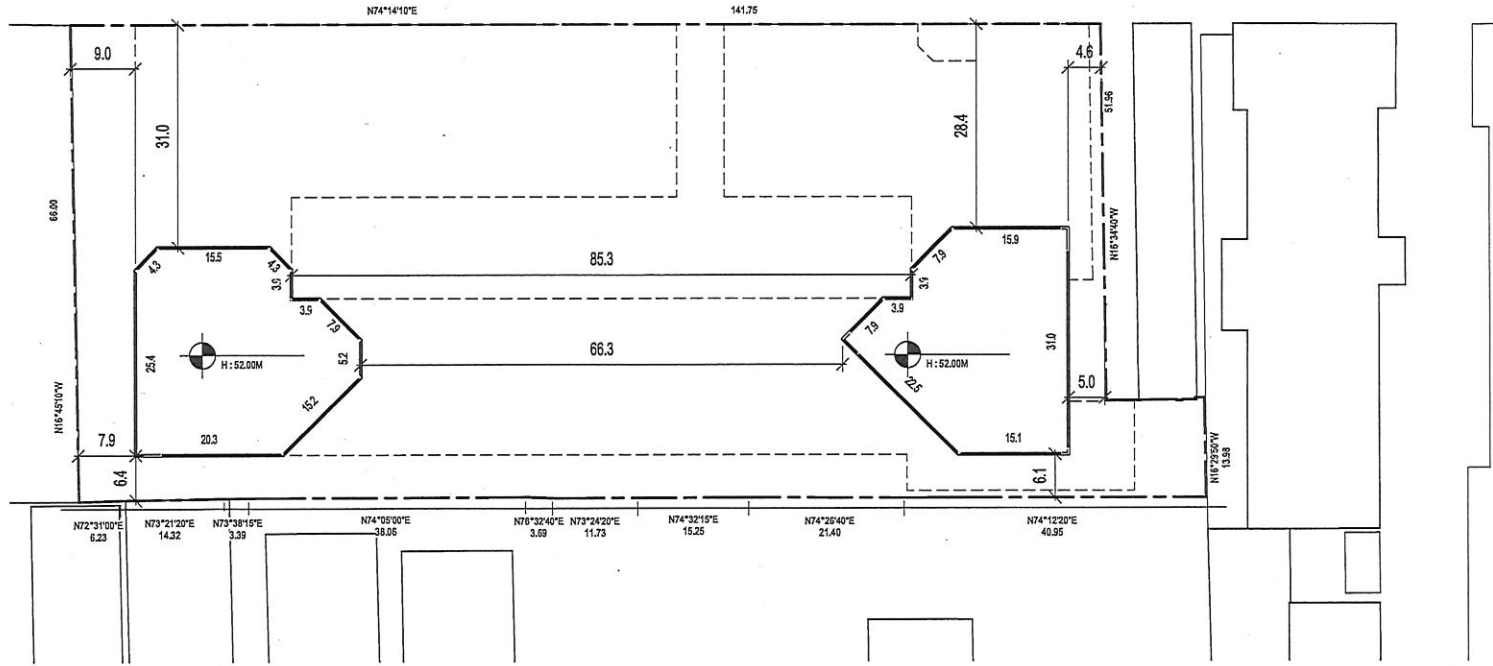 N74°14'10"E
141.75
9.0
4.6
31.0
28.4
51.96
66.00
N16°34'40"W
15.5
4.3
4.3
3.9
85.3
15.9
7.9
3.9
3.9
7.9
3.9
7.9
5.2
66.3
H : 52.00M
H : 52.00M
25.4
31.0
22.5
15.2
5.0
N16°45'10"W
7.9
20.3
15.1
6.4
6.1
N16°29'50"W
13.98
N72°31'00"E
6.23
N73°21'20"E
14.32
N73°38'15"E
3.39
N74°05'00"E
38.06
N76°32'40"E
3.69
N73°24'20"E
11.73
N74°32'15"E
15.25
N74°26'40"E
21.40
N74°12'20"E
40.95